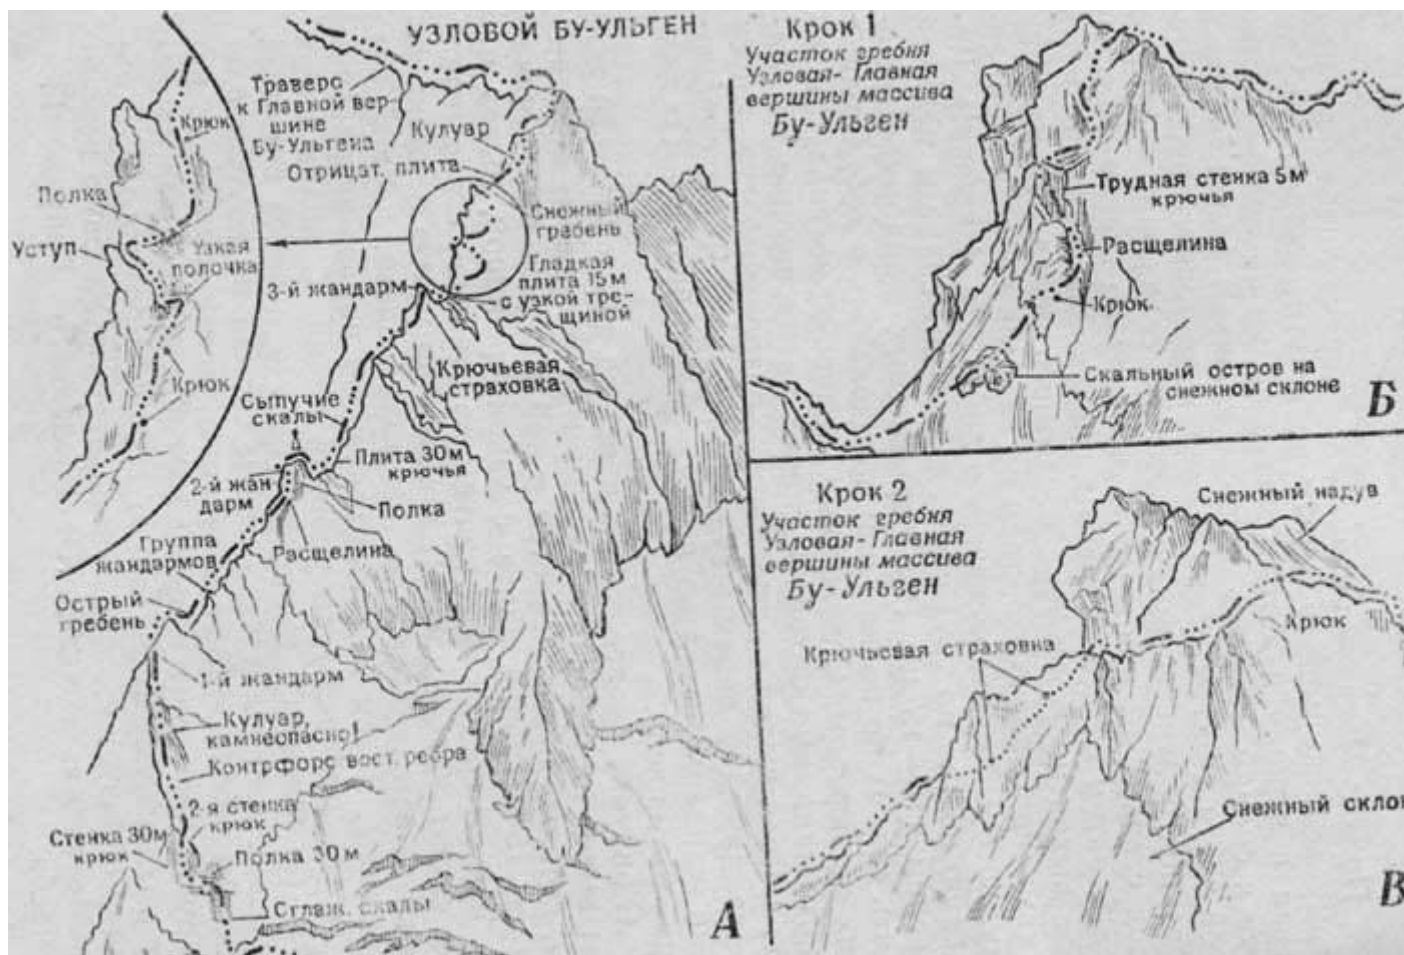 УЗЛОВОЙ БУ-УЛЬГЕН
Траверс
к Главной вер-
шине
Бу-Ульгена
Кулуар
Отрицат. плита
Снежный
гребень
Гладкая
плита 15 м
с узкой тре-
щиной
3-й жандарм
Крючьевая
страховка
Сыпучие
скалы
Плита 30 м
крючья
2-й жан
дарм
Полка
Расщелина
Группа
жандармов
Острый
гребень
1-й жандарм
Кулуар,
камнеопасно!
Контрфорс вост. ребра
2-я стенка
крюк
Стенка 30 м
крюк
Полка 30 м
Сглаж. скалы
А
Крюк
Полка
Уступ
Узкая
полочка
Крюк
Крок 1
Участок гребня
Узловая-Главная
вершины массива
Бу-Ульген
Трудная стенка 5 м
крючья
Расщелина
Крюк.
Скальный остров на
снежном склоне
Б
Крок 2
Участок гребня
Узловая-Главная
вершины массива
Бу-Ульген
Снежный надув
Крюк
Крючьевая страховка
Снежный склон
В